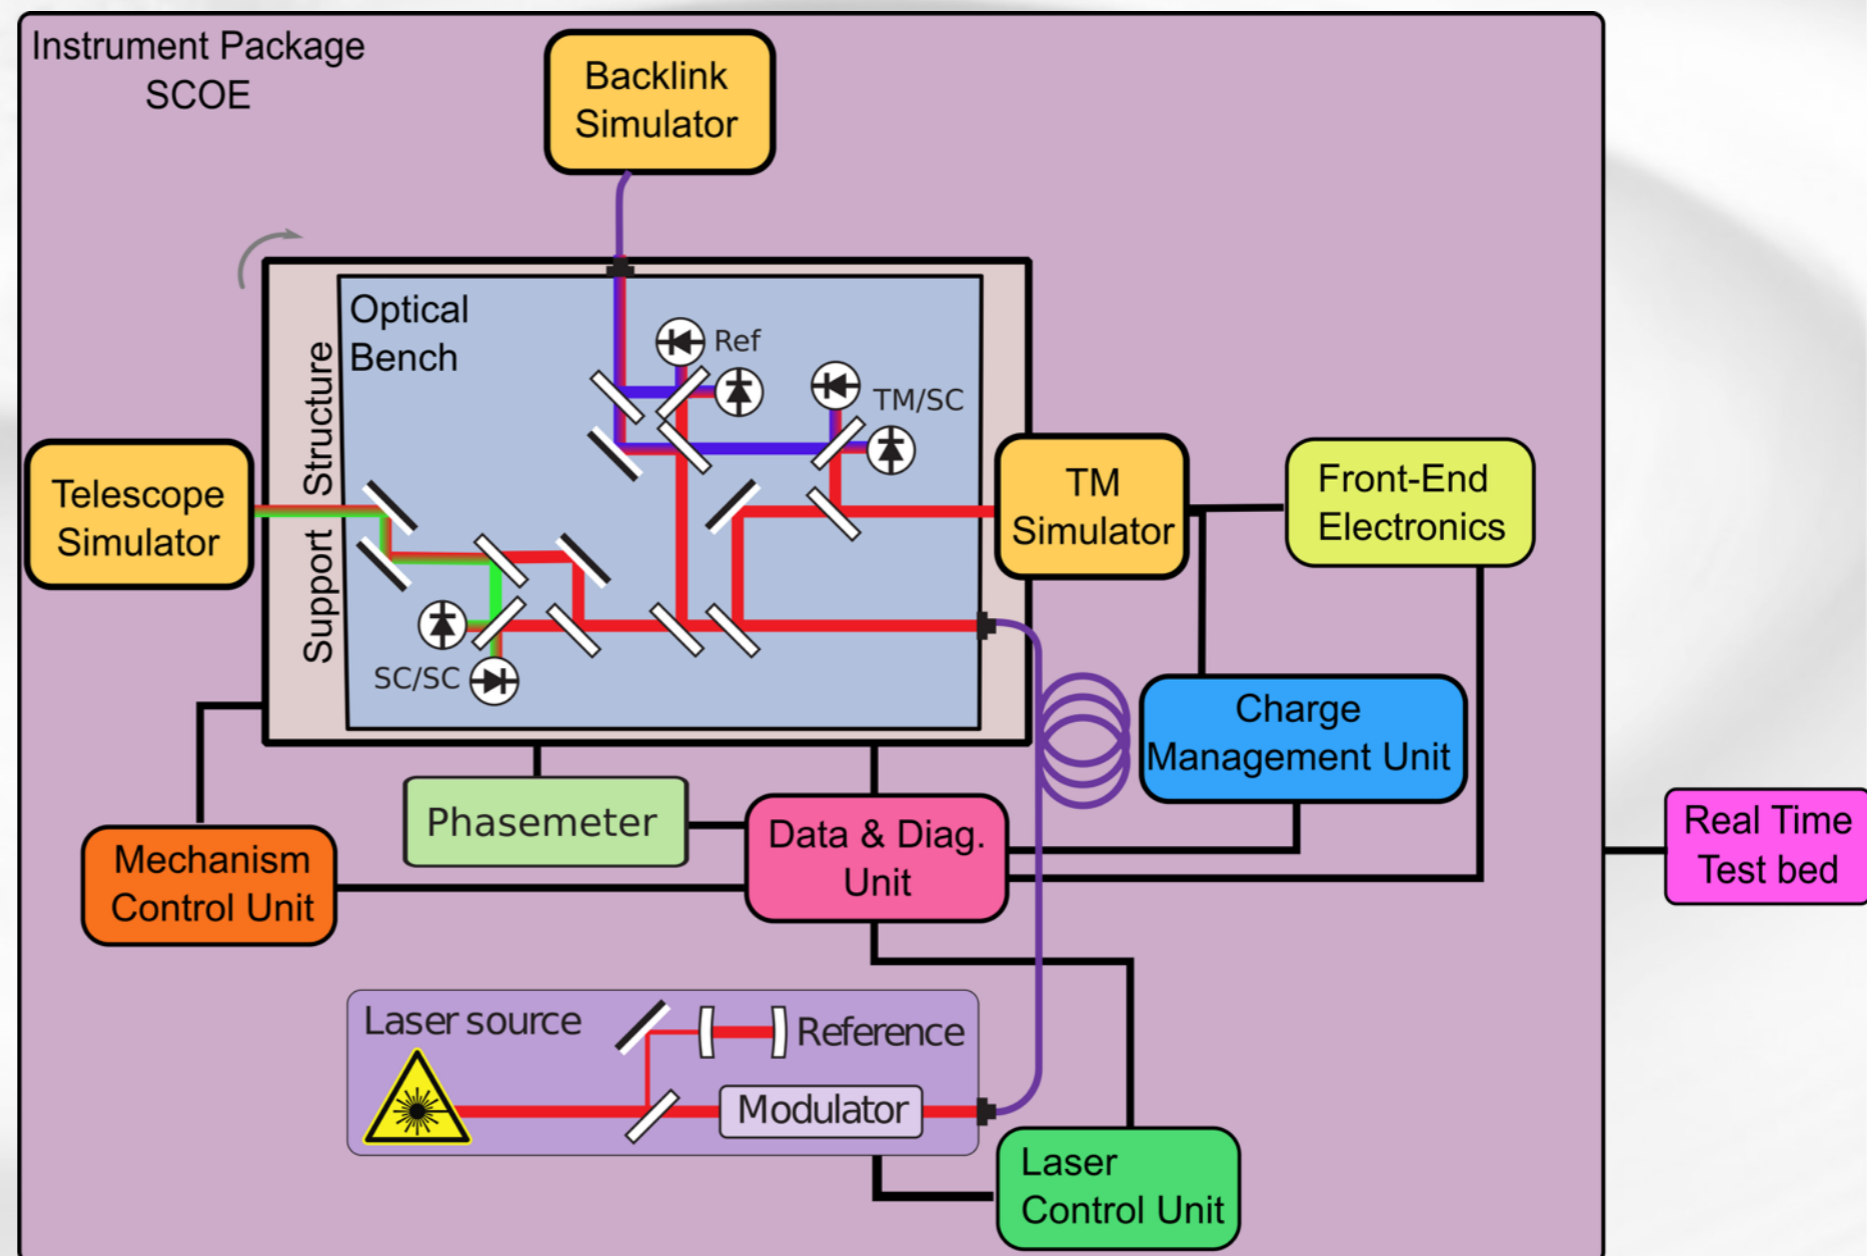 Instrument Package
SCOE
Backlink
Simulator
Optical
Bench
Ref
TM/SC
Support Structure
Telescope
Simulator
TM
Simulator
Front-End
Electronics
SC/SC
Charge
Management Unit
Phasemeter
Data & Diag.
Unit
Mechanism
Control Unit
Real Time
Test bed
Laser source
Reference
Modulator
Laser
Control Unit